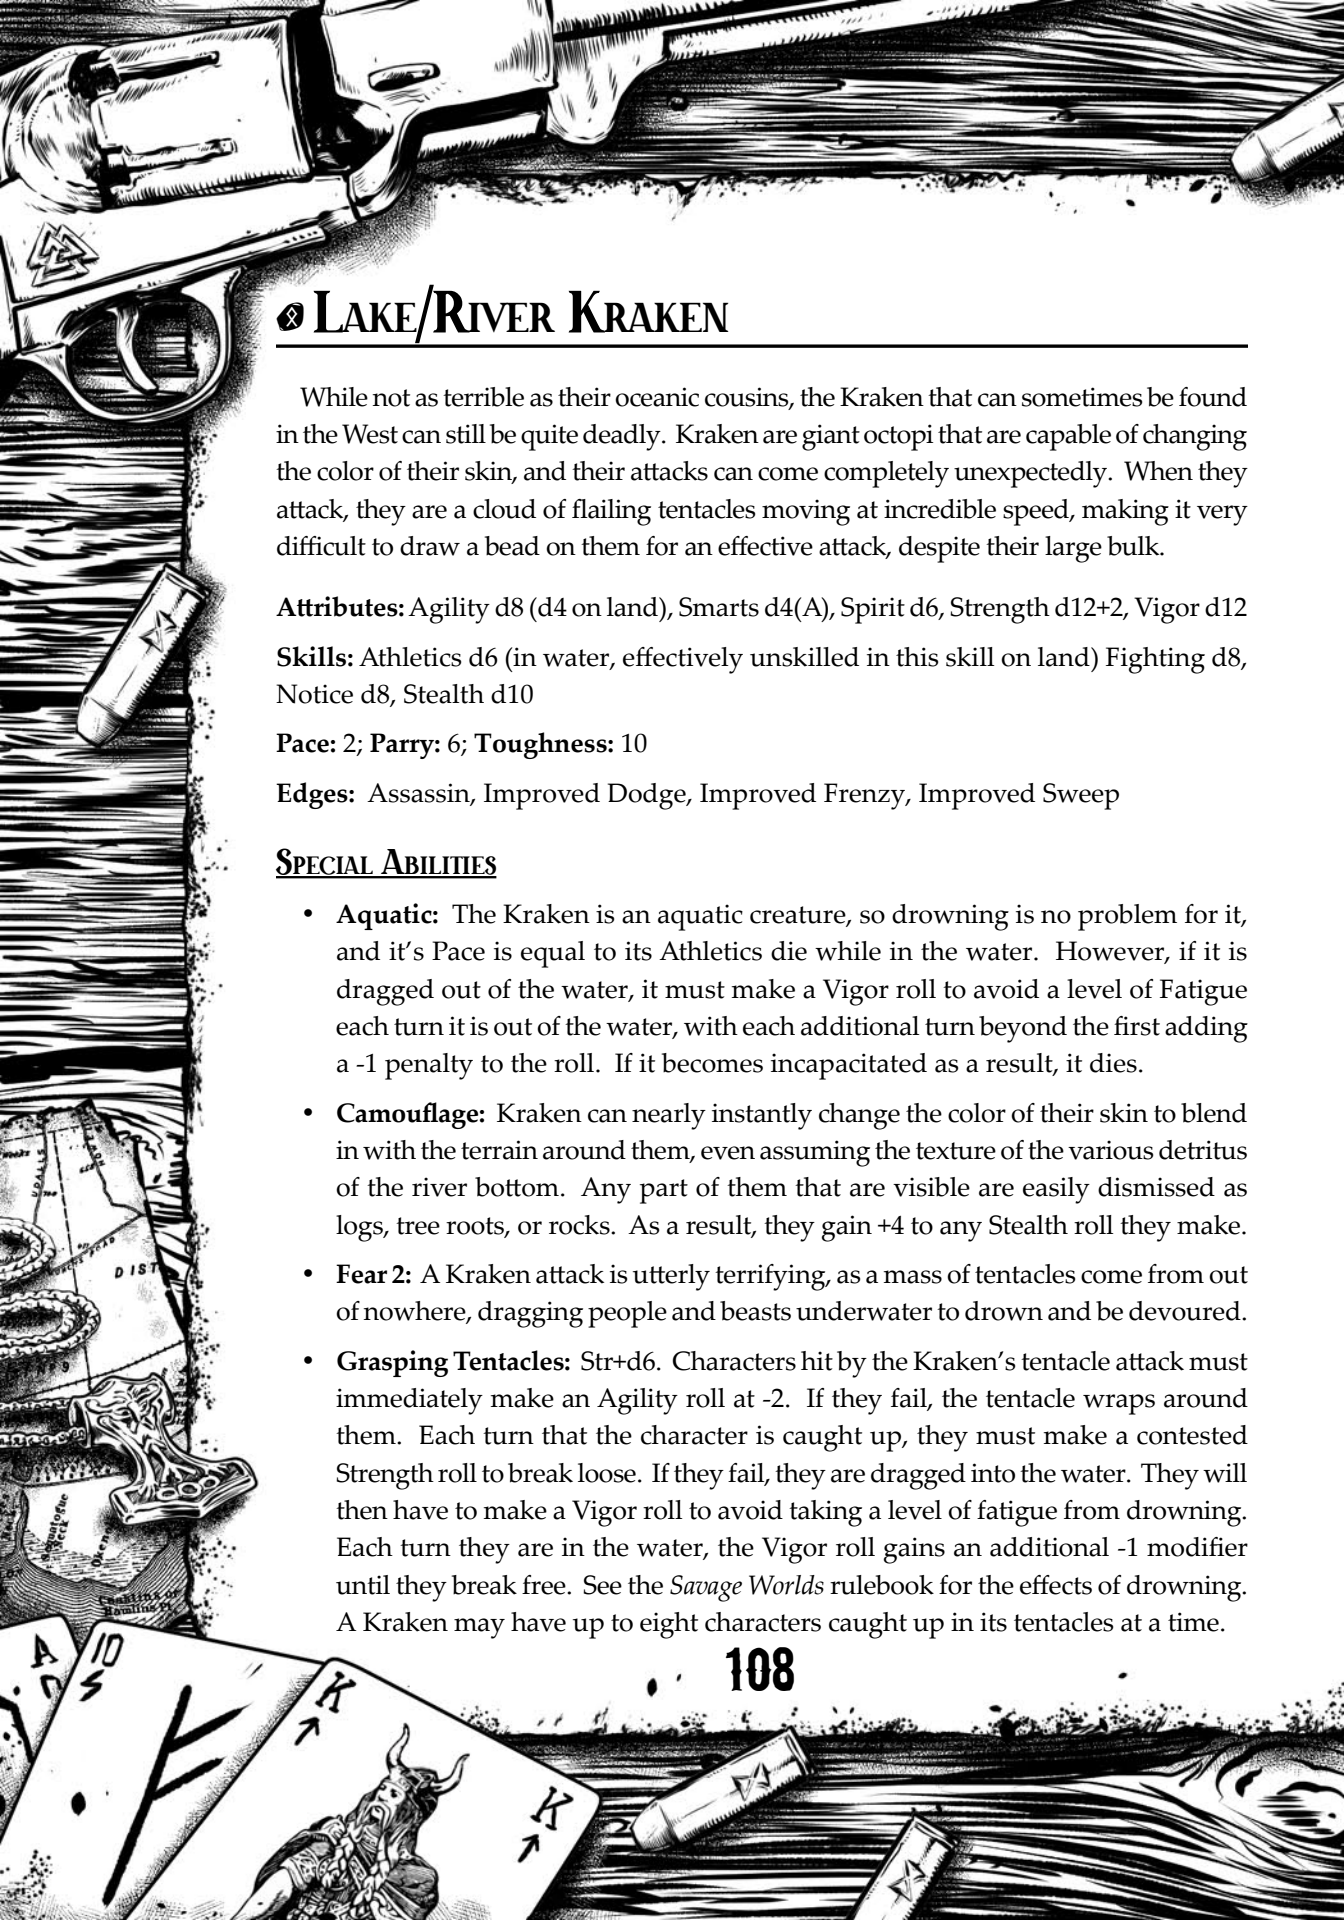 Lake/River Kraken
While not as terrible as their oceanic cousins, the Kraken that can sometimes be found
in the West can still be quite deadly. Kraken are giant octopi that are capable of changing
the color of their skin, and their attacks can come completely unexpectedly. When they
attack, they are a cloud of flailing tentacles moving at incredible speed, making it very
difficult to draw a bead on them for an effective attack, despite their large bulk.
Attributes: Agility d8 (d4 on land), Smarts d4(A), Spirit d6, Strength d12+2, Vigor d12
Skills: Athletics d6 (in water, effectively unskilled in this skill on land) Fighting d8,
Notice d8, Stealth d10
Pace: 2; Parry: 6; Toughness: 10
Edges: Assassin, Improved Dodge, Improved Frenzy, Improved Sweep
Special Abilities
• Aquatic: The Kraken is an aquatic creature, so drowning is no problem for it,
and it's Pace is equal to its Athletics die while in the water. However, if it is
dragged out of the water, it must make a Vigor roll to avoid a level of Fatigue
each turn it is out of the water, with each additional turn beyond the first adding
a -1 penalty to the roll. If it becomes incapacitated as a result, it dies.
• Camouflage: Kraken can nearly instantly change the color of their skin to blend
in with the terrain around them, even assuming the texture of the various detritus
of the river bottom. Any part of them that are visible are easily dismissed as
logs, tree roots, or rocks. As a result, they gain +4 to any Stealth roll they make.
• Fear 2: A Kraken attack is utterly terrifying, as a mass of tentacles come from out
of nowhere, dragging people and beasts underwater to drown and be devoured.
• Grasping Tentacles: Str+d6. Characters hit by the Kraken's tentacle attack must
immediately make an Agility roll at -2. If they fail, the tentacle wraps around
them. Each turn that the character is caught up, they must make a contested
Strength roll to break loose. If they fail, they are dragged into the water. They will
then have to make a Vigor roll to avoid taking a level of fatigue from drowning.
Each turn they are in the water, the Vigor roll gains an additional -1 modifier
until they break free. See the Savage Worlds rulebook for the effects of drowning.
A Kraken may have up to eight characters caught up in its tentacles at a time.
108
UDALLS
DIST
Neck
Oken
A
10
K
K